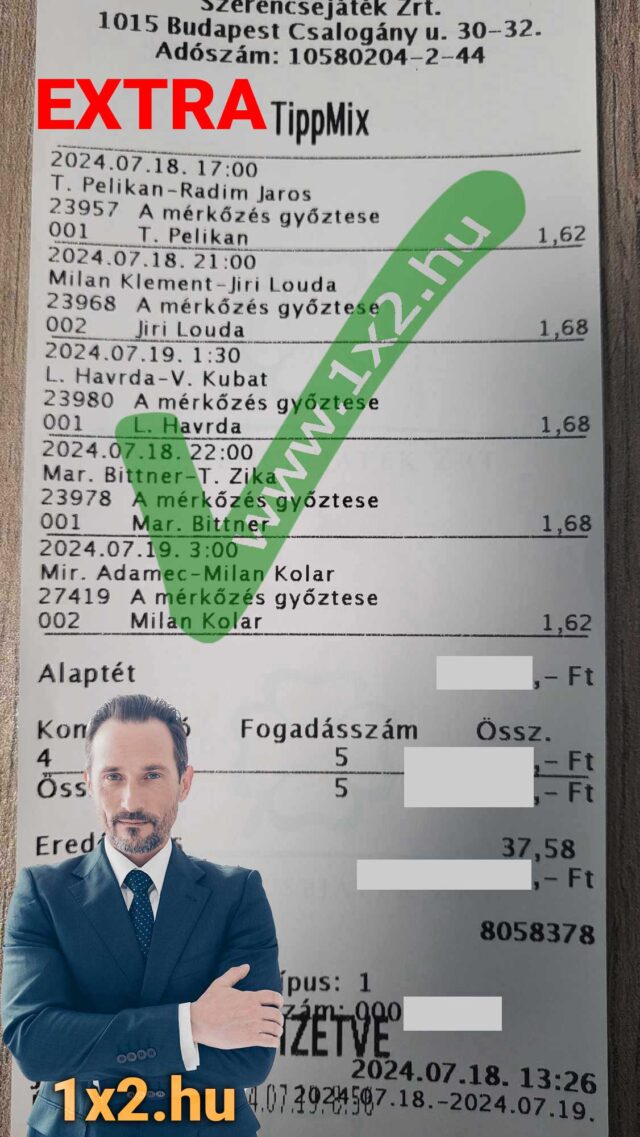 Szerencsejáték Zrt.
1015 Budapest Csalogány u. 30-32.
Adószám: 10580204-2-44
EXTRA TippMix
2024.07.18. 17:00
T. Pelikan-Radim Jaros
23957 A mérkőzés győztese
001 T. Pelikan 1,62
2024.07.18. 21:00
Milan Klement-Jiri Louda
23968 A mérkőzés győztese
002 Jiri Louda 1,68
2024.07.19. 1:30
L. Havrda-V. Kubat
23980 A mérkőzés győztese
001 L. Havrda 1,68
2024.07.18. 22:00
Mar. Bittner-T. Zika
23978 A mérkőzés győztese
001 Mar. Bittner 1,68
2024.07.19. 3:00
Mir. Adamec-Milan Kolar
27419 A mérkőzés győztese
002 Milan Kolar 1,62
www.1x2.hu
Alaptét ,- Ft
Fogadásszám Össz.
4 5 ,- Ft
5 ,- Ft
37,58
,- Ft
8058378
ípus: 1
zám: 000
IZETVE
2024.07.18. 13:26
2024.07.18.-2024.07.19.
1x2.hu